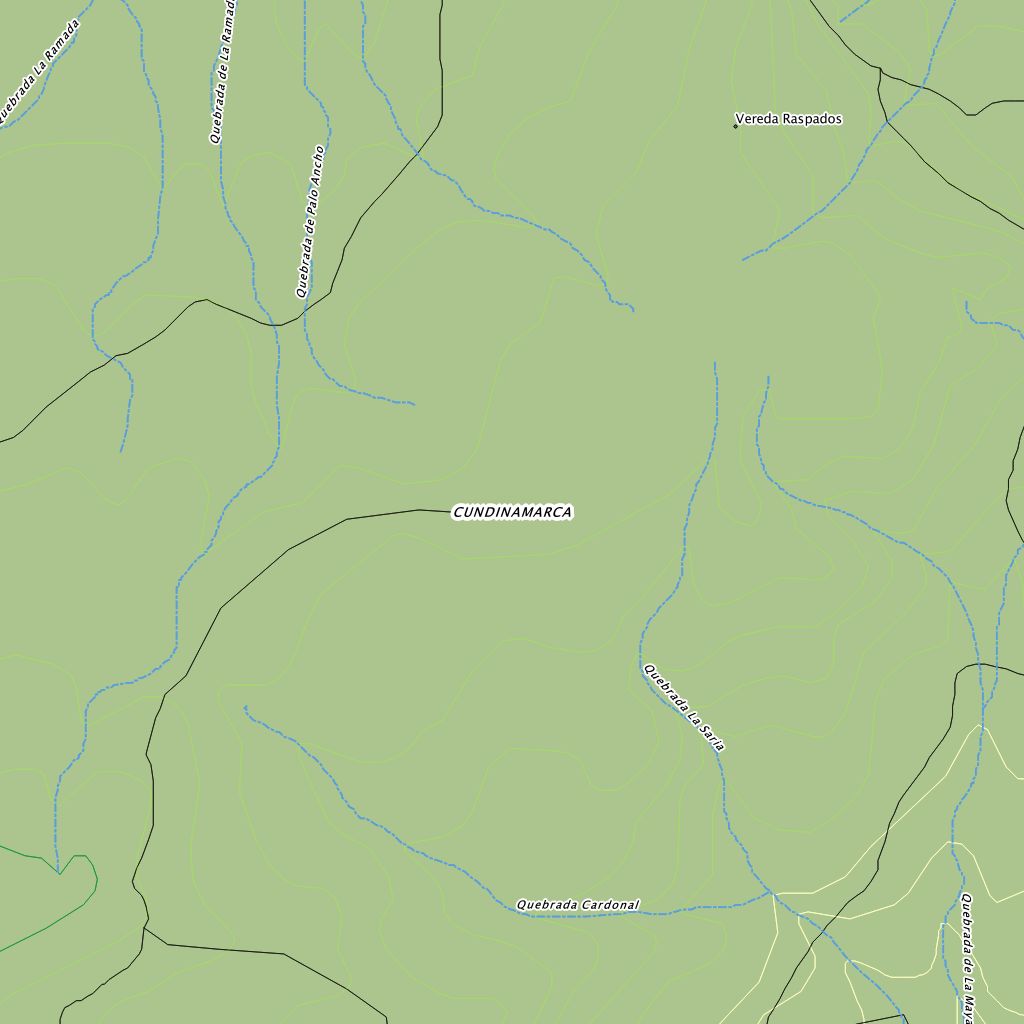 Quebrada La Ramada
Quebrada de La Ramada
Quebrada de Palo Ancho
Vereda Raspados
CUNDINAMARCA
Quebrada La Saria
Quebrada Cardonal
Quebrada de La Maya